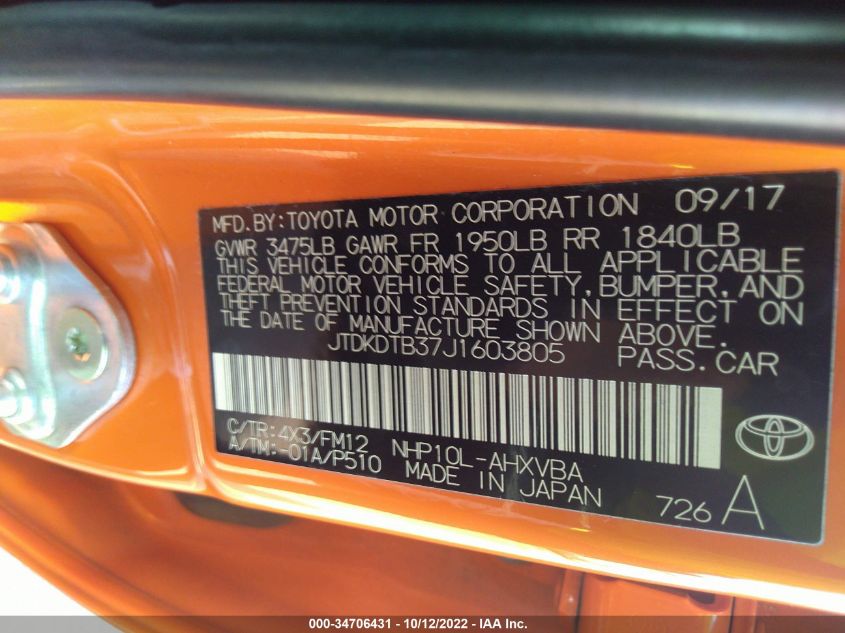 MFD.BY:TOYOTA MOTOR CORPORATION 09/17
GVWR 3475LB GAWR FR 1950LB RR 1840LB
THIS VEHICLE CONFORMS TO ALL APPLICABLE
FEDERAL MOTOR VEHICLE SAFETY,BUMPER,AND
THEFT PREVENTION STANDARDS IN EFFECT ON
THE DATE OF MANUFACTURE SHOWN ABOVE.
JTDKDTB37J1603805 PASS.CAR
C/TR:4X3/FM12
A/TM:-01A/P510 NHP10L-AHXVBA
MADE IN JAPAN 726A
000-34706431 - 10/12/2022 - IAA Inc.